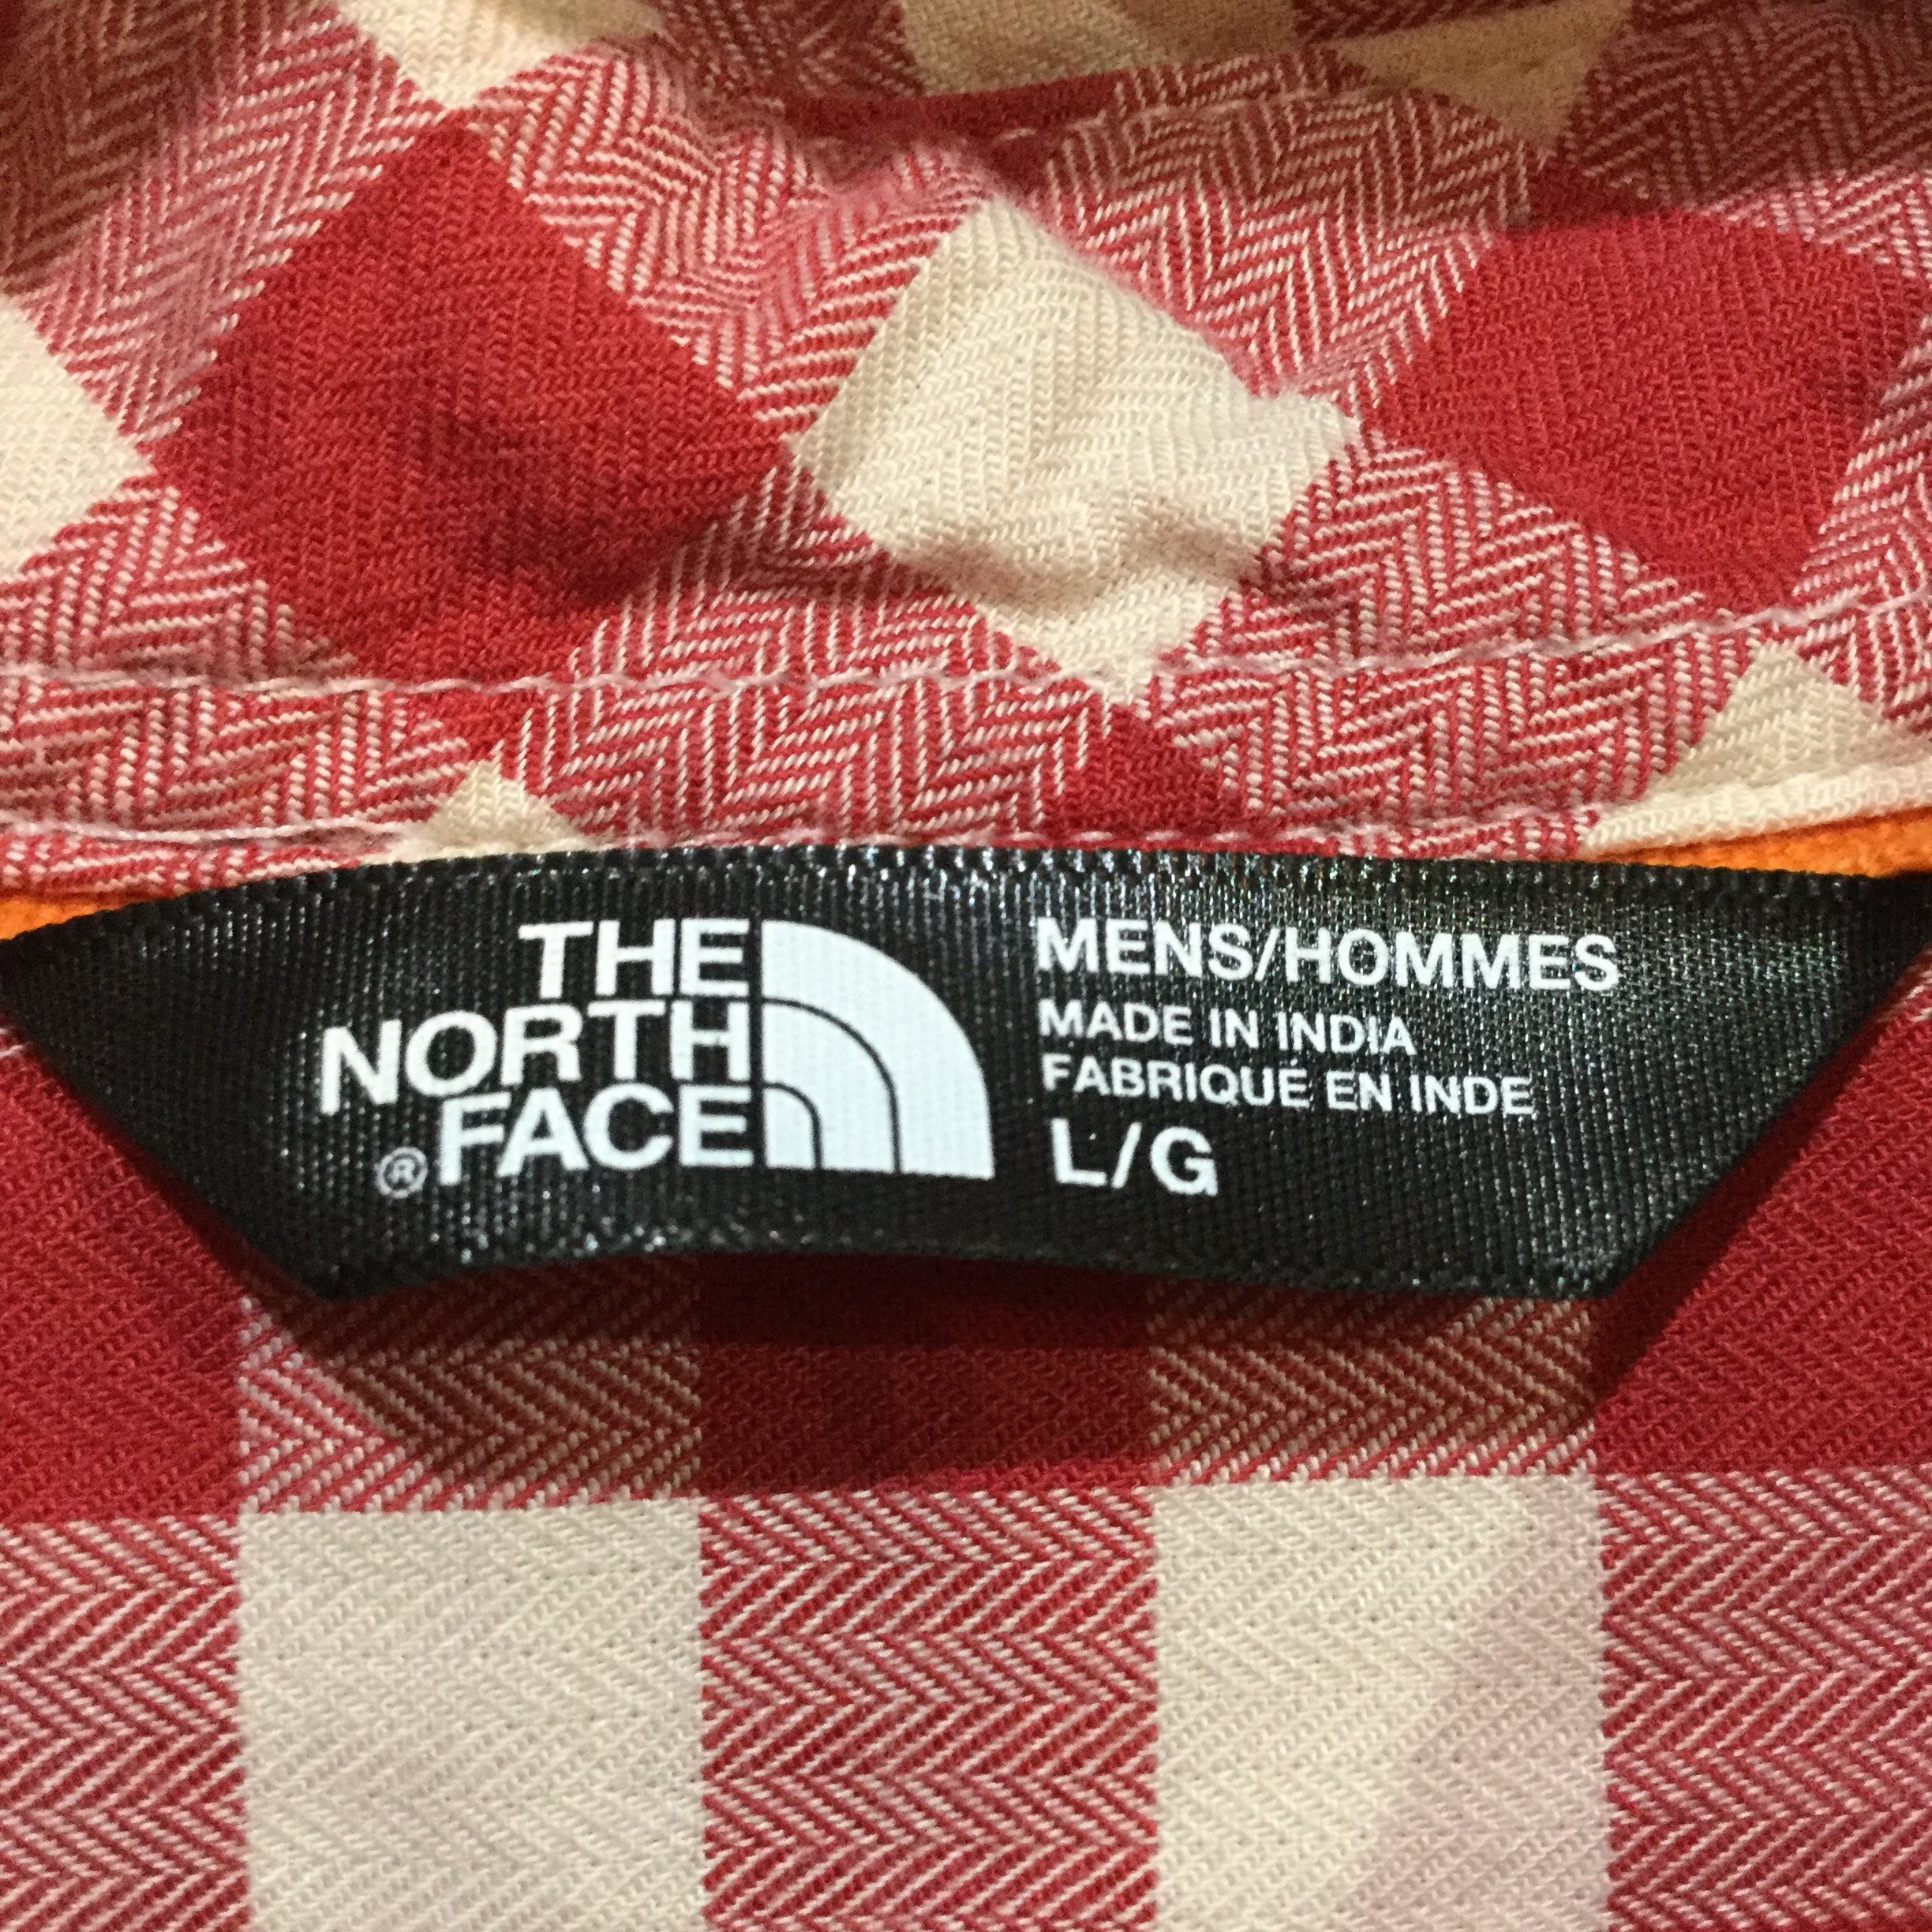 THE
NORTH
®FACE
MENS/HOMMES
MADE IN INDIA
FABRIQUÉ EN INDE
L/G